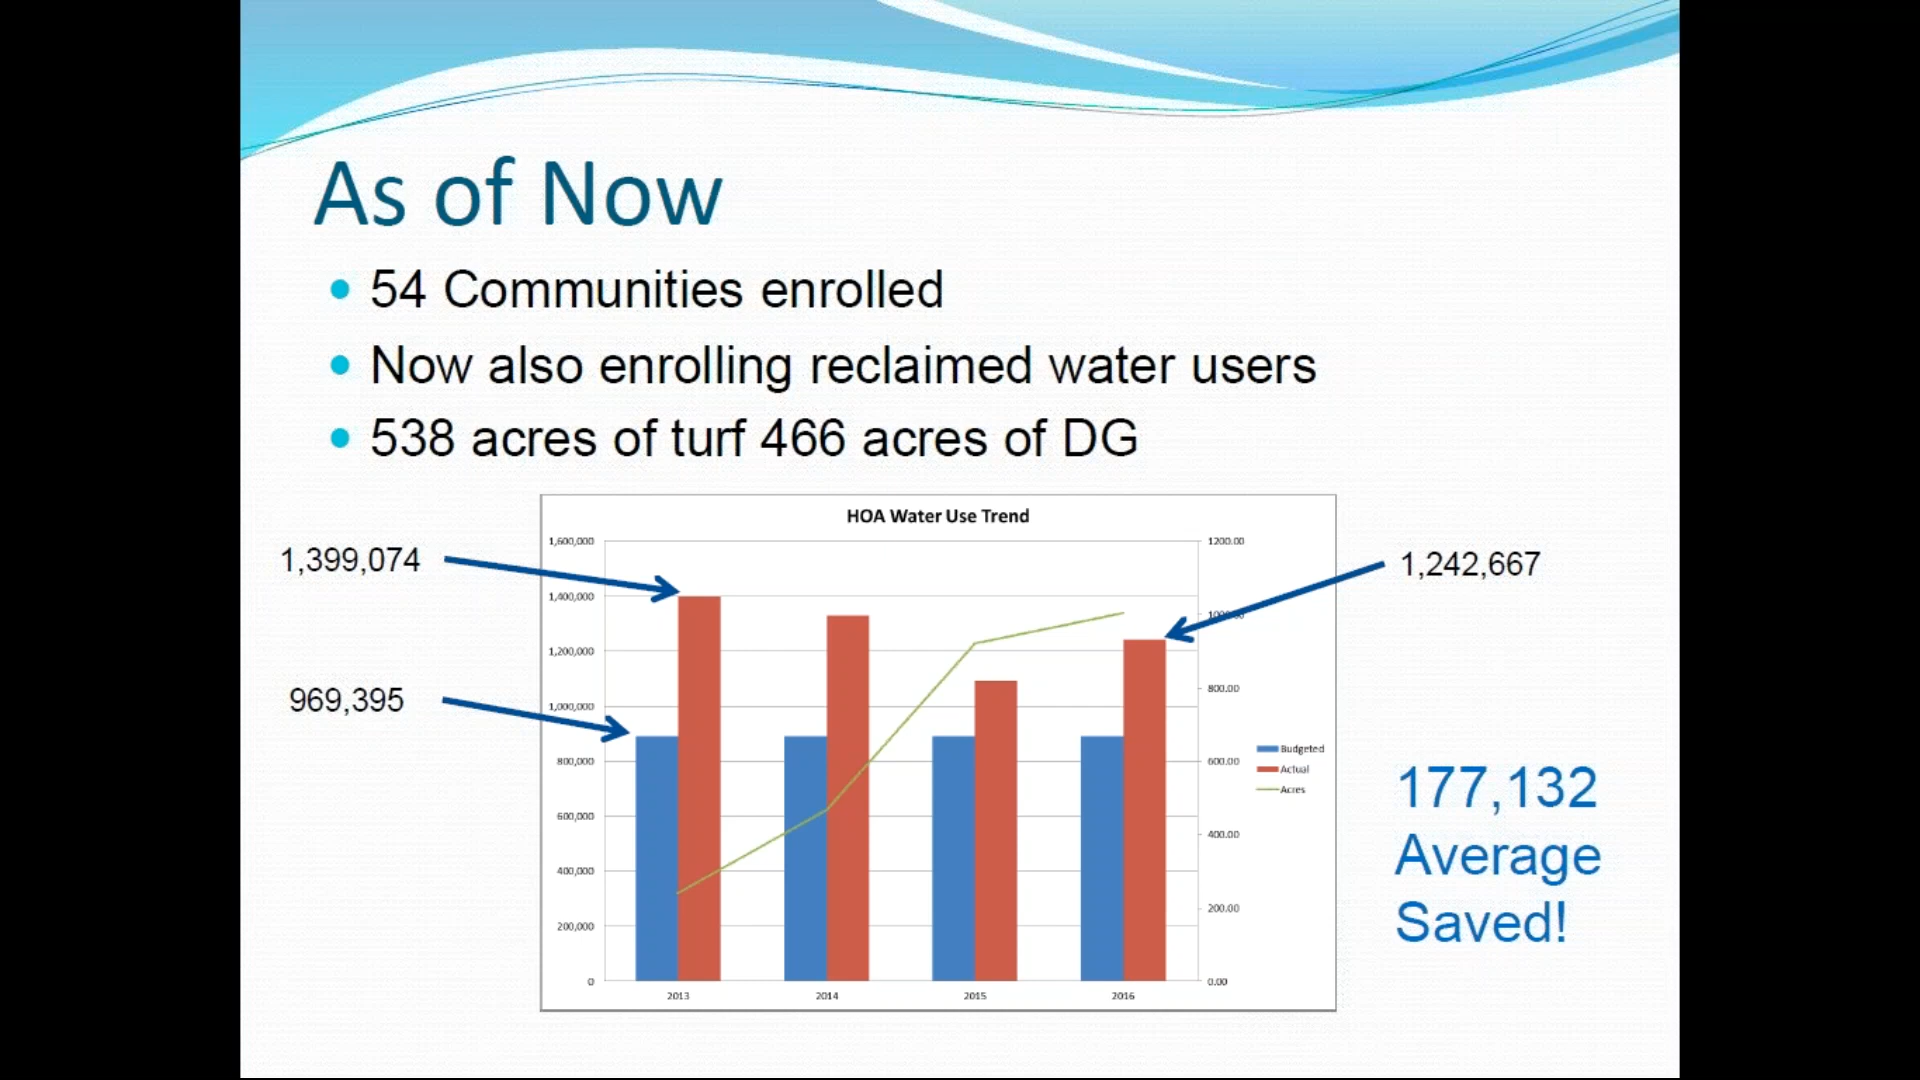 As of Now
54 Communities enrolled
Now also enrolling reclaimed water users
538 acres of turf 466 acres of DG
HOA Water Use Trend
1,399,074
969,395
1,242,667
1,600,000
1,400,000
1,200,000
1,000,000
800,000
600,000
400,000
200,000
0
1200.00
800.00
600.00
400.00
200.00
0.00
2013
2014
2015
2016
Budgeted
Actual
Acres
177,132
Average
Saved!